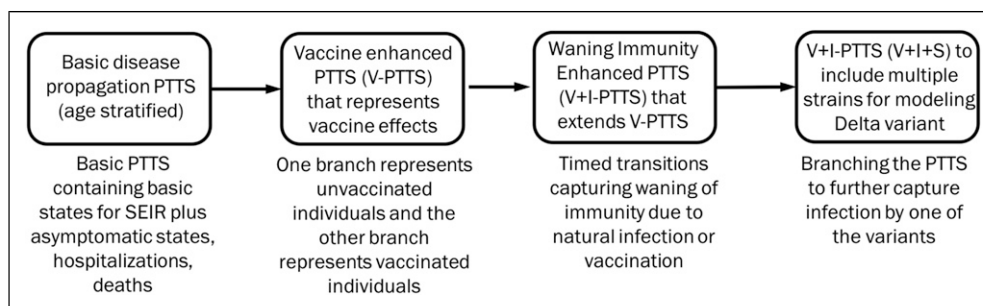 Basic disease
propagation PTTS
(age stratified)
Vaccine enhanced
PTTS (V-PTTS)
that represents
vaccine effects
Waning Immunity
Enhanced PTTS
(V+I-PTTS) that
extends V-PTTS
V+I-PTTS (V+I+S) to
include multiple
strains for modeling
Delta variant
Basic PTTS
containing basic
states for SEIR plus
asymptomatic states,
hospitalizations,
deaths
One branch represents
unvaccinated
individuals and the
other branch
represents vaccinated
individuals
Timed transitions
capturing waning of
immunity due to
natural infection or
vaccination
Branching the PTTS
to further capture
infection by one of
the variants